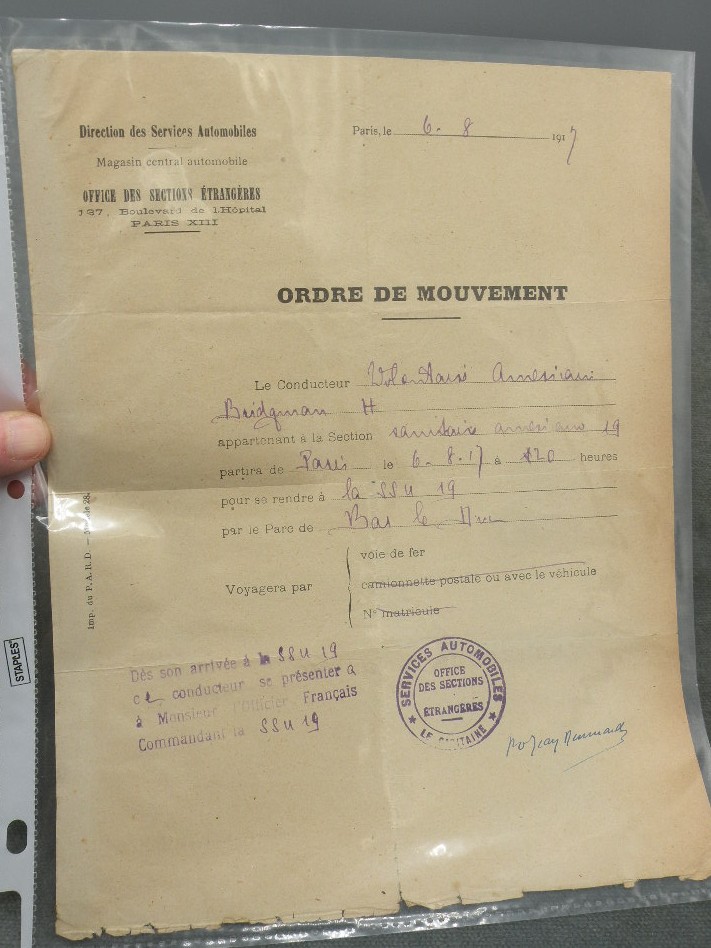 Direction des Services Automobiles
Magasin central automobile
OFFICE DES SECTIONS ÉTRANGÈRES
137, Boulevard de l'Hôpital
PARIS XIII
Paris, le 6. 8 1917
ORDRE DE MOUVEMENT
Le Conducteur Volontaire Américain
Bridgman H
appartenant à la Section sanitaire américaine 19
partira de Paris le 6.8.17 à 20 heures
pour se rendre à la SSU 19
par le Parc de Bar le Duc
Voyagera par
voie de fer
camionnette postale ou avec le véhicule
N° matricule
Imp. du P. A. R. D.
Dès son arrivée à la SSU 19
ce conducteur se présenter a
à Monsieur l'Officier Français
Commandant la SSU 19
SERVICES AUTOMOBILES
OFFICE
DES SECTIONS
ÉTRANGÈRES
LE CAPITAINE
STAPLES